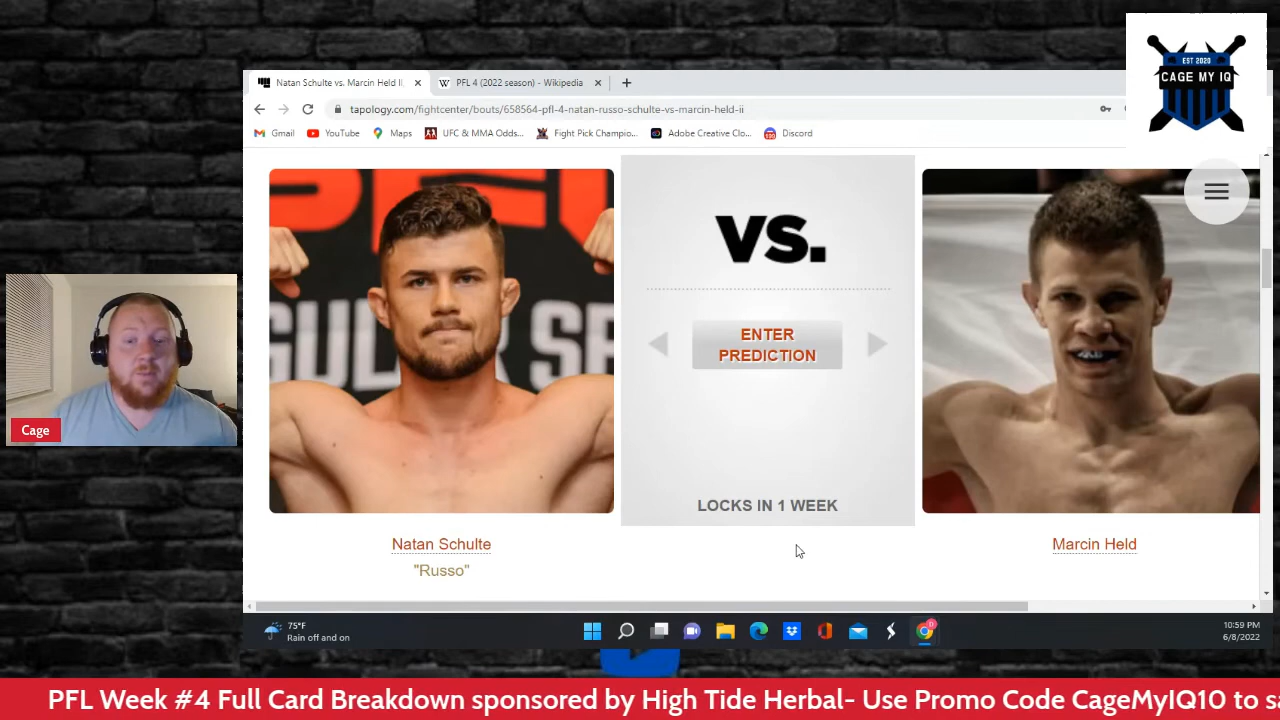 EST 2020
CAGE MY IQ
Natan Schulte vs. Marcin Held I
PFL 4 (2022 season) - Wikipedia
tapology.com/fightcenter/bouts/658564-pfl-4-natan-russo-schulte-vs-marcin-held-ii
Gmail YouTube Maps UFC & MMA Odds... Fight Pick Champio... Adobe Creative Clo... Discord
VS.
ENTER
PREDICTION
LOCKS IN 1 WEEK
Natan Schulte
"Russo"
Marcin Held
Cage
75°F
Rain off and on
10:59 PM
6/8/2022
PFL Week #4 Full Card Breakdown sponsored by High Tide Herbal- Use Promo Code CageMyIQ10 to